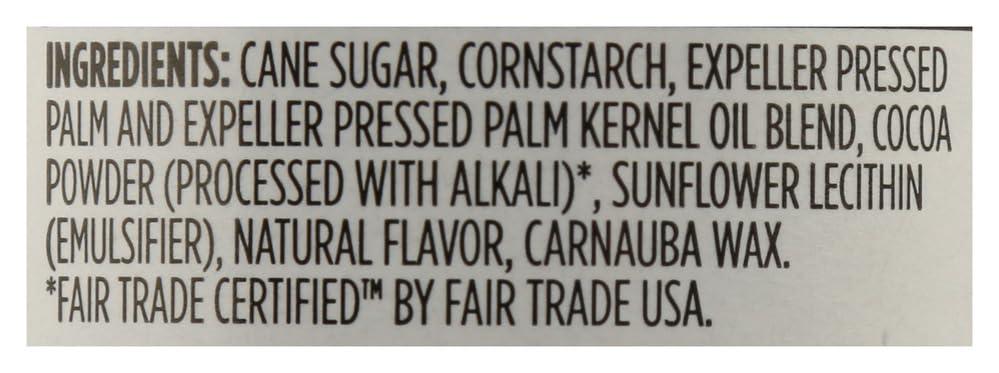 INGREDIENTS: CANE SUGAR, CORNSTARCH, EXPELLER PRESSED
PALM AND EXPELLER PRESSED PALM KERNEL OIL BLEND, COCOA
POWDER (PROCESSED WITH ALKALI)*, SUNFLOWER LECITHIN
(EMULSIFIER), NATURAL FLAVOR, CARNAUBA WAX.
*FAIR TRADE CERTIFIED™ BY FAIR TRADE USA.